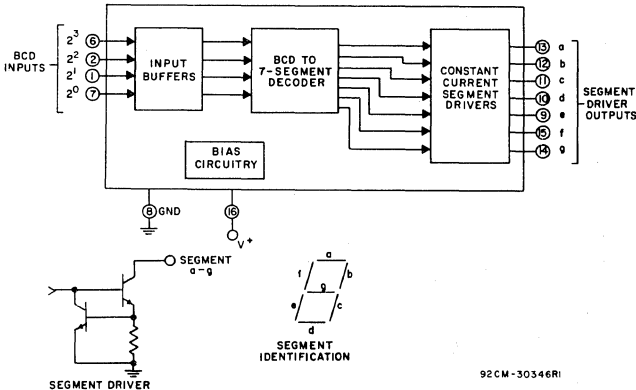 BCD INPUTS
2³ 6
2² 2
2¹ 1
2⁰ 7
INPUT BUFFERS
BCD TO 7-SEGMENT DECODER
CONSTANT CURRENT SEGMENT DRIVERS
13 a
12 b
11 c
10 d
9 e
15 f
14 g
SEGMENT DRIVER OUTPUTS
BIAS CIRCUITRY
8 GND
16
V+
SEGMENT a-g
a
f
b
g
e
c
d
SEGMENT IDENTIFICATION
SEGMENT DRIVER
92CM-30346R1